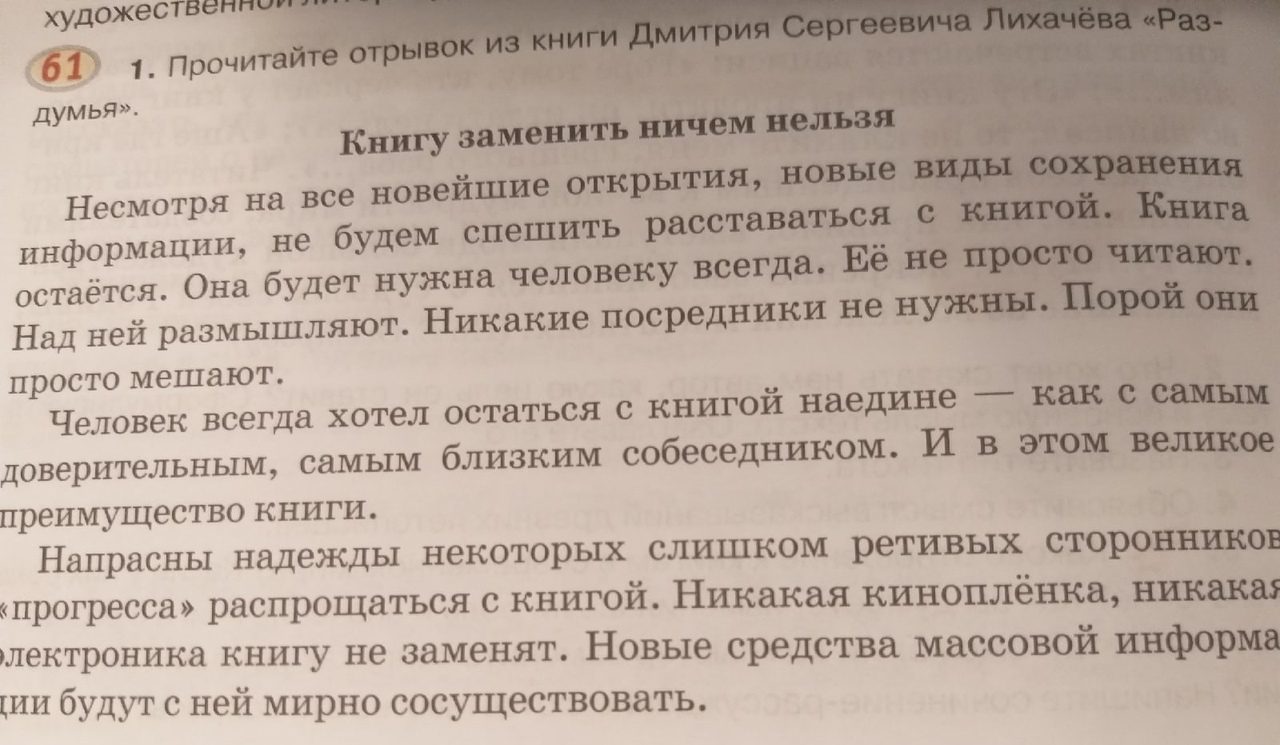 художественной
61 1. Прочитайте отрывок из книги Дмитрия Сергеевича Лихачёва «Раз-
думья».
Книгу заменить ничем нельзя
Несмотря на все новейшие открытия, новые виды сохранения
информации, не будем спешить расставаться с книгой. Книга
остаётся. Она будет нужна человеку всегда. Её не просто читают.
Над ней размышляют. Никакие посредники не нужны. Порой они
просто мешают.
Человек всегда хотел остаться с книгой наедине — как с самым
доверительным, самым близким собеседником. И в этом великое
преимущество книги.
Напрасны надежды некоторых слишком ретивых сторонников
«прогресса» распрощаться с книгой. Никакая киноплёнка, никакая
электроника книгу не заменят. Новые средства массовой информа
ции будут с ней мирно сосуществовать.